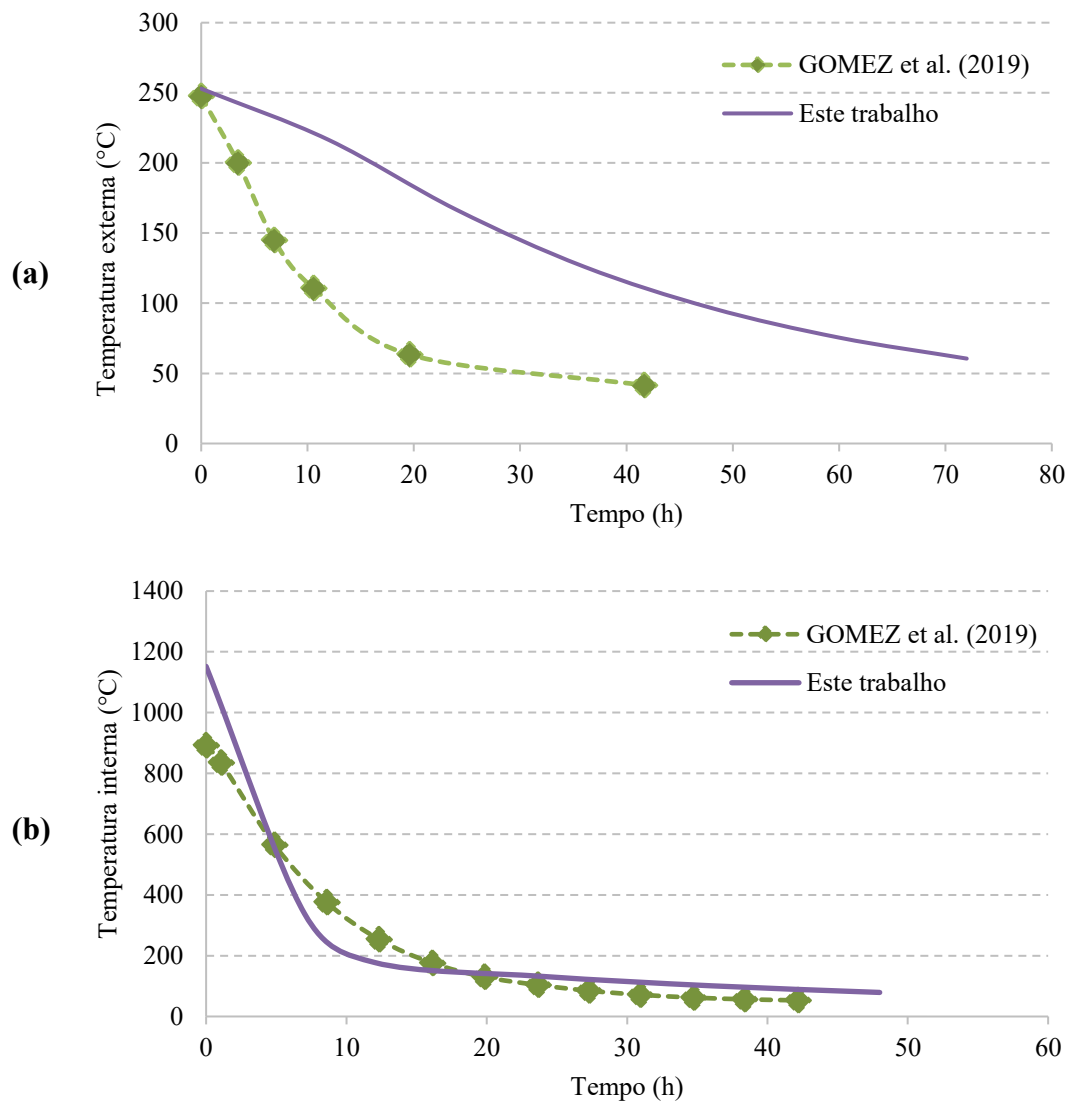 300
250
200
150
100
50
0
Temperatura externa (°C)
(a)
GOMEZ et al. (2019)
Este trabalho
0 10 20 30 40 50 60 70 80
Tempo (h)
1400
1200
1000
800
600
400
200
0
Temperatura interna (°C)
(b)
GOMEZ et al. (2019)
Este trabalho
0 10 20 30 40 50 60
Tempo (h)